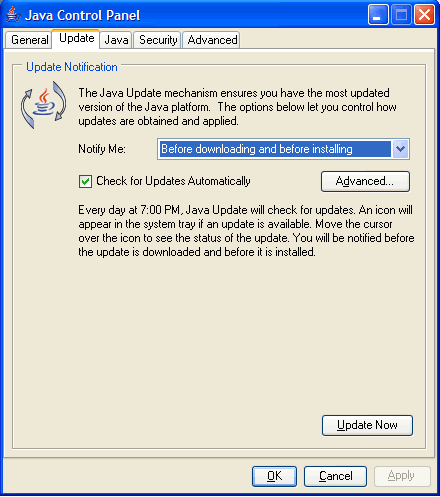 Java Control Panel
General Update Java Security Advanced
Update Notification
The Java Update mechanism ensures you have the most updated
version of the Java platform. The options below let you control how
updates are obtained and applied.
Notify Me: Before downloading and before installing
Check for Updates Automatically Advanced...
Every day at 7:00 PM, Java Update will check for updates. An icon will
appear in the system tray if an update is available. Move the cursor
over the icon to see the status of the update. You will be notified before
the update is downloaded and before it is installed.
Update Now
OK Cancel Apply